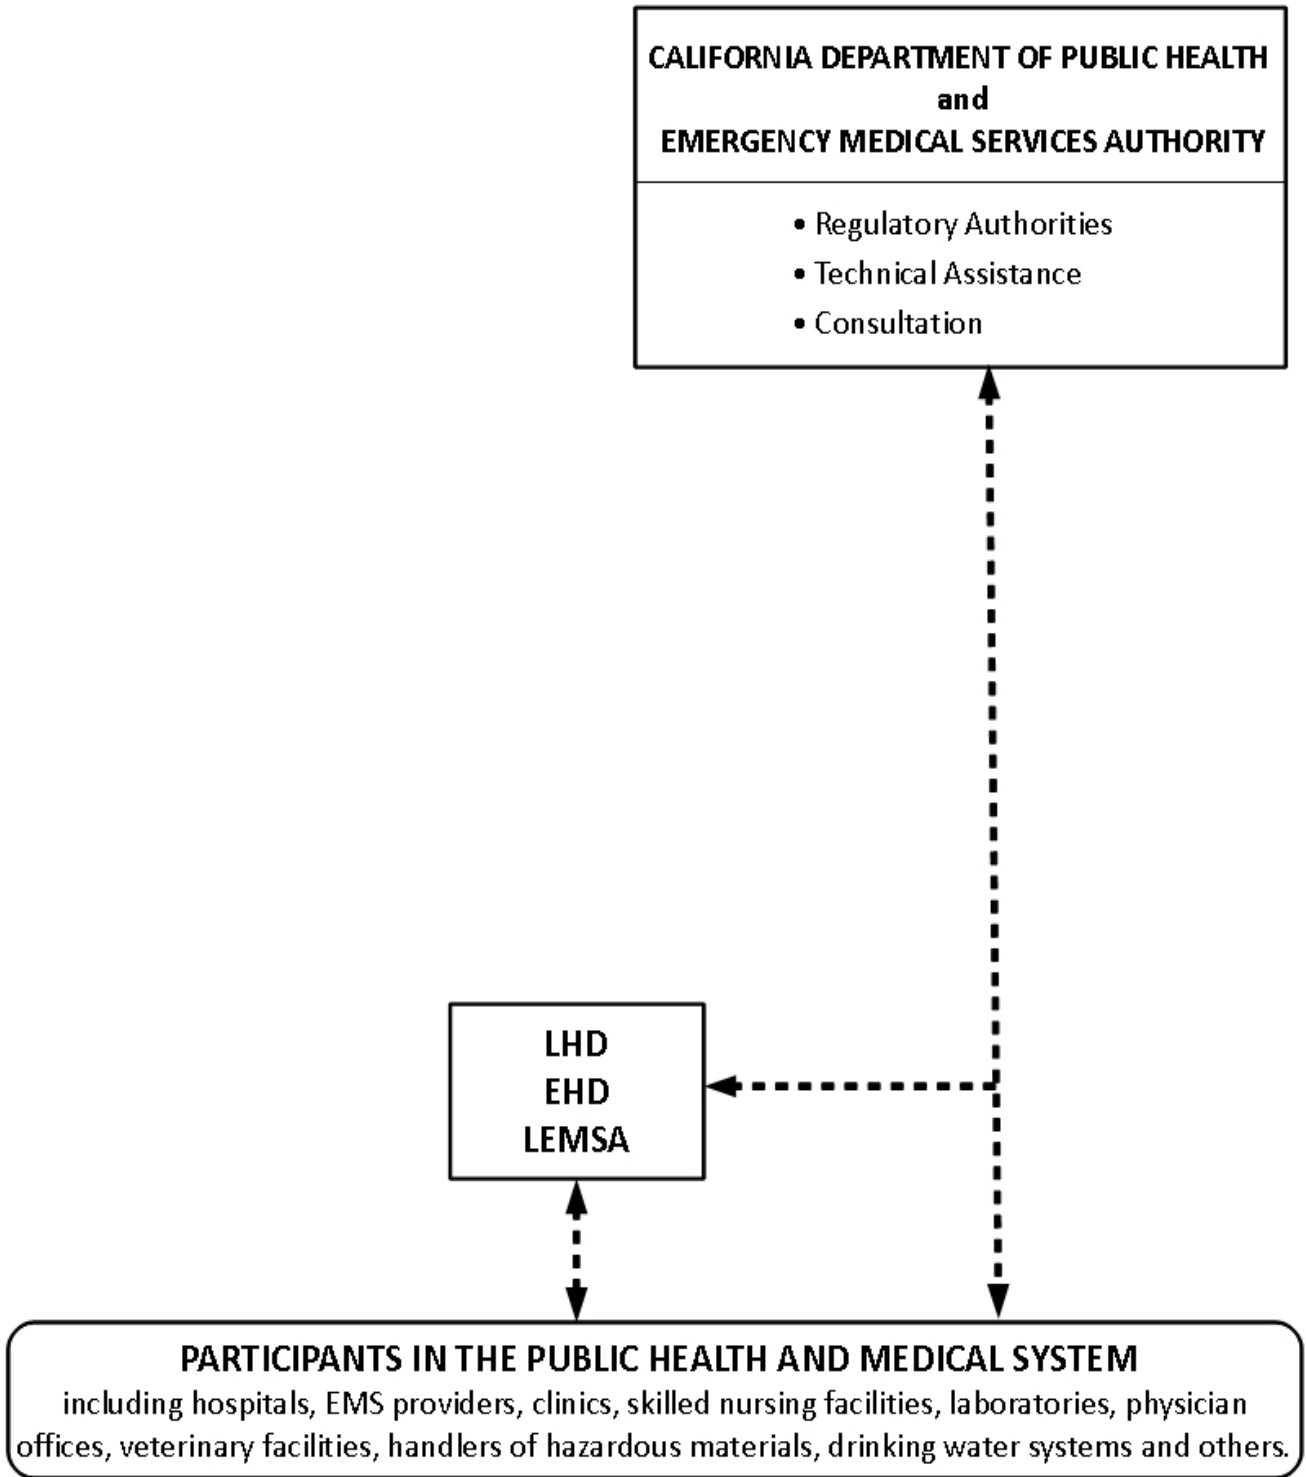 CALIFORNIA DEPARTMENT OF PUBLIC HEALTH
and
EMERGENCY MEDICAL SERVICES AUTHORITY
• Regulatory Authorities
• Technical Assistance
• Consultation
LHD
EHD
LEMSA
PARTICIPANTS IN THE PUBLIC HEALTH AND MEDICAL SYSTEM
including hospitals, EMS providers, clinics, skilled nursing facilities, laboratories, physician
offices, veterinary facilities, handlers of hazardous materials, drinking water systems and others.